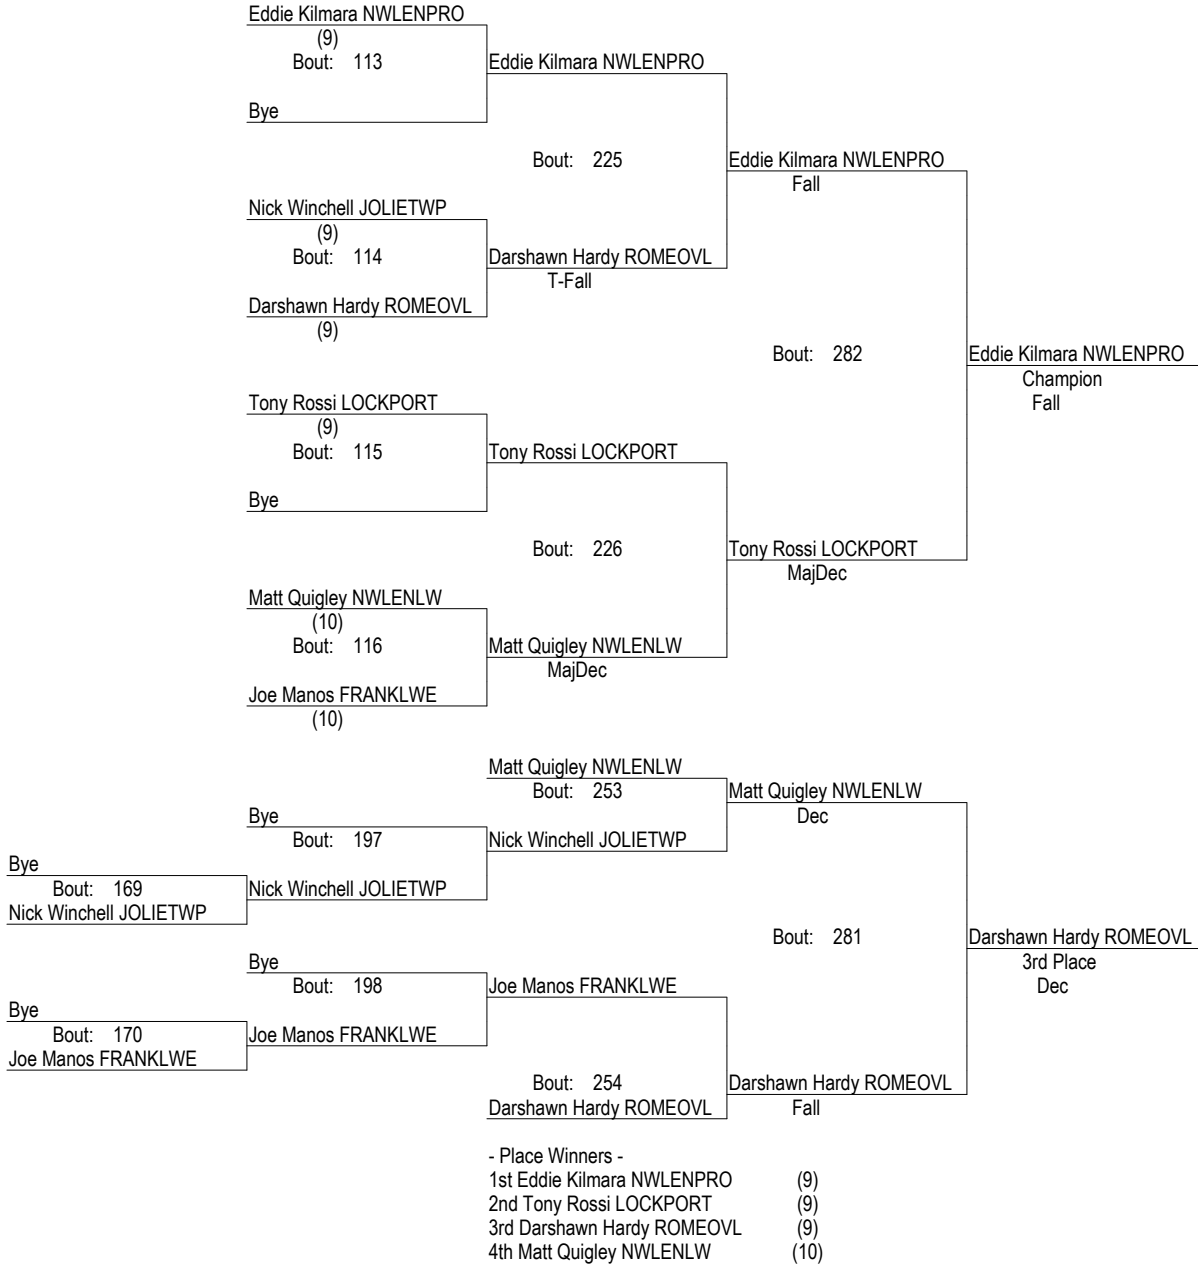 Eddie Kilmara NWLENPRO
(9)
Bout: 113
Eddie Kilmara NWLENPRO
Bye
Bout: 225
Eddie Kilmara NWLENPRO
Fall
Nick Winchell JOLIETWP
(9)
Bout: 114
Darshawn Hardy ROMEOVL
T-Fall
Darshawn Hardy ROMEOVL
(9)
Bout: 282
Eddie Kilmara NWLENPRO
Champion
Fall
Tony Rossi LOCKPORT
(9)
Bout: 115
Tony Rossi LOCKPORT
Bye
Bout: 226
Tony Rossi LOCKPORT
MajDec
Matt Quigley NWLENLW
(10)
Bout: 116
Matt Quigley NWLENLW
MajDec
Joe Manos FRANKLWE
(10)
Matt Quigley NWLENLW
Bout: 253
Matt Quigley NWLENLW
Dec
Bye
Bout: 197
Nick Winchell JOLIETWP
Bye
Bout: 169
Nick Winchell JOLIETWP
Nick Winchell JOLIETWP
Bout: 281
Darshawn Hardy ROMEOVL
3rd Place
Dec
Bye
Bout: 198
Joe Manos FRANKLWE
Bye
Bout: 170
Joe Manos FRANKLWE
Joe Manos FRANKLWE
Bout: 254
Darshawn Hardy ROMEOVL
Fall
Darshawn Hardy ROMEOVL
- Place Winners -
1st Eddie Kilmara NWLENPRO (9)
2nd Tony Rossi LOCKPORT (9)
3rd Darshawn Hardy ROMEOVL (9)
4th Matt Quigley NWLENLW (10)